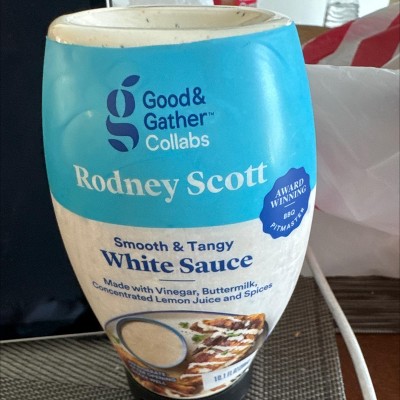 Good&
Gather™
Collabs
Rodney Scott
AWARD
WINNING
BBQ
PITMASTER
Smooth & Tangy
White Sauce
Made with Vinegar, Buttermilk,
Concentrated Lemon Juice and Spices